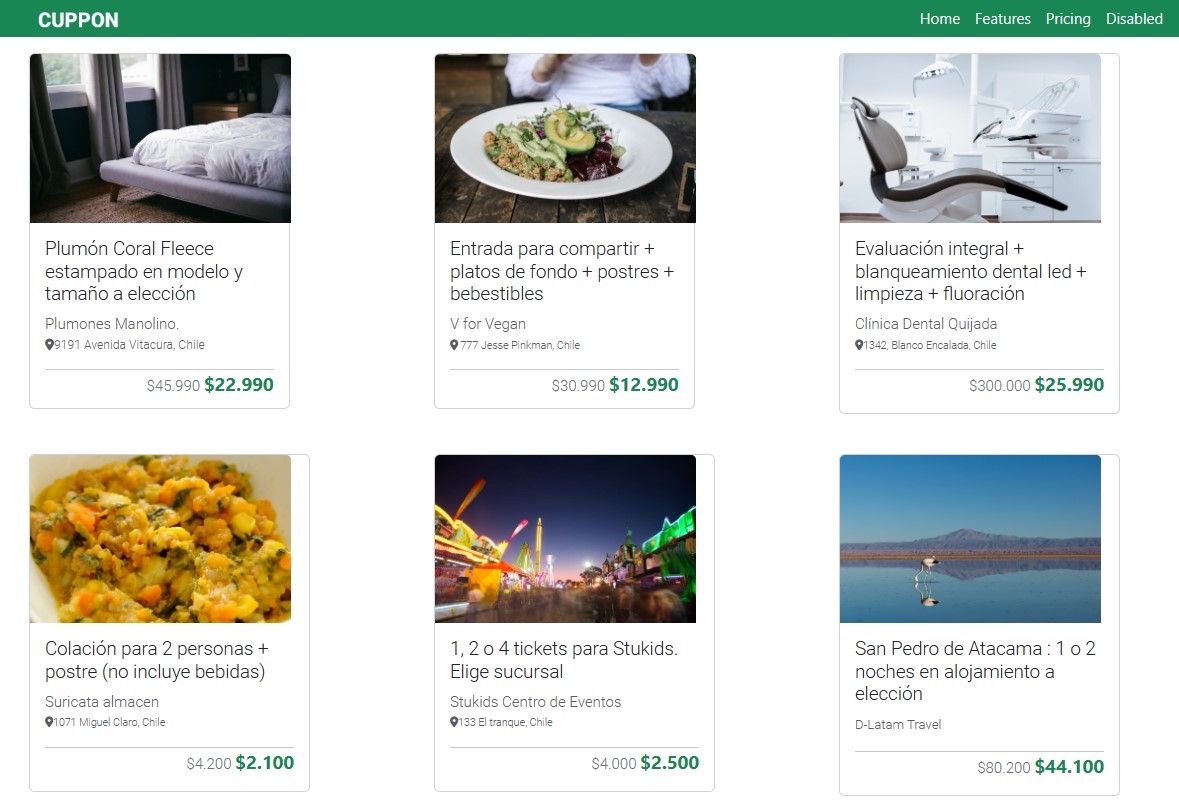 CUPPON
Home Features Pricing Disabled
Plumón Coral Fleece
estampado en modelo y
tamaño a elección
Plumones Manolino.
9191 Avenida Vitacura, Chile
$45.990 $22.990
Entrada para compartir +
platos de fondo + postres +
bebestibles
V for Vegan
777 Jesse Pinkman, Chile
$30.990 $12.990
Evaluación integral +
blanqueamiento dental led +
limpieza + fluoración
Clínica Dental Quijada
1342, Blanco Encalada, Chile
$300.000 $25.990
Colación para 2 personas +
postre (no incluye bebidas)
Suricata almacen
1071 Miguel Claro, Chile
$4.200 $2.100
1, 2 o 4 tickets para Stukids.
Elige sucursal
Stukids Centro de Eventos
133 El tranque, Chile
$4.000 $2.500
San Pedro de Atacama : 1 o 2
noches en alojamiento a
elección
D-Latam Travel
$80.200 $44.100